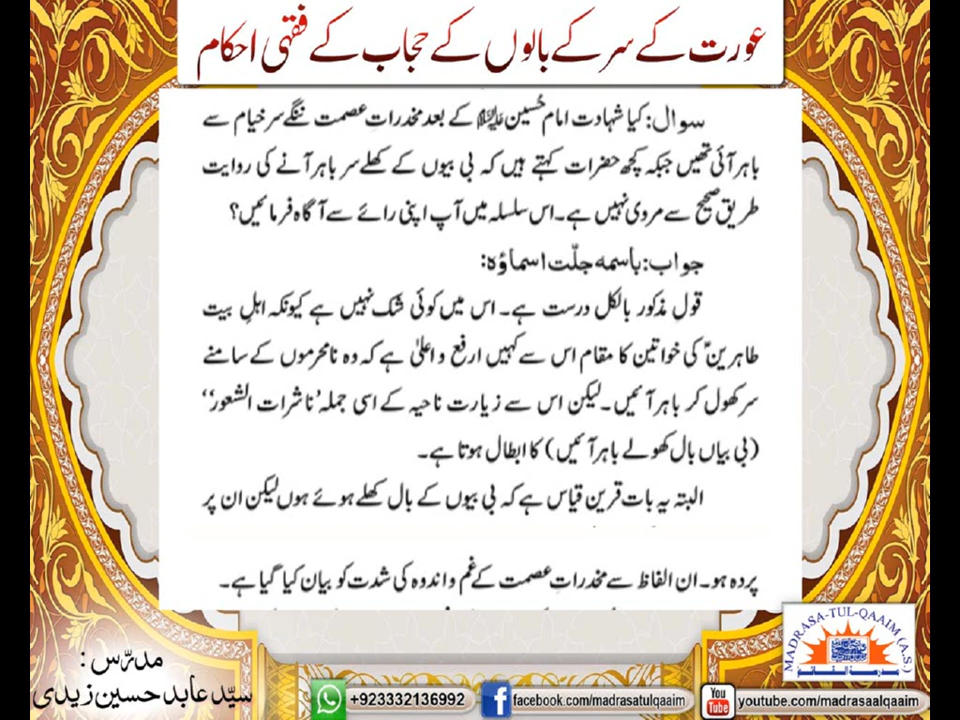 عورت کے سر کے بالوں کے حجاب کے فقہی احکام
سوال: کیا شہادت امام حسین علیہ السلام کے بعد مخدراتِ عصمت ننگے سر خیام سے
باہر آئی تھیں جبکہ کچھ حضرات کہتے ہیں کہ بی بیوں کے کھلے سر باہر آنے کی روایت
طریق صحیح سے مروی نہیں ہے۔ اس سلسلہ میں آپ اپنی رائے سے آگاہ فرمائیں؟
جواب: باسمہ جلّت اسماؤہ:
قولِ مذکور بالکل درست ہے۔ اس میں کوئی شک نہیں ہے کیونکہ اہلِ بیت
طاہرینؑ کی خواتین کا مقام اس سے کہیں ارفع و اعلیٰ ہے کہ وہ نامحرموں کے سامنے
سر کھول کر باہر آئیں۔ لیکن اس سے زیارت ناحیہ کے اسی جملہ ’’ناشرات الشعور‘‘
(بی بیاں بال کھولے باہر آئیں) کا ابطال ہوتا ہے۔
البتہ یہ بات قرین قیاس ہے کہ بی بیوں کے بال کھلے ہوئے ہوں لیکن ان پر
پردہ ہو۔ ان الفاظ سے مخدراتِ عصمت کے غم و اندوہ کی شدت کو بیان کیا گیا ہے۔
MADRASA-TUL-QAAIM (A.S)
مدرسۃ القائم
مدرّس:
سیّد عابد حسین زیدی
+923332136992
facebook.com/madrasatulqaaim
You Tube
youtube.com/madrasaalqaaim